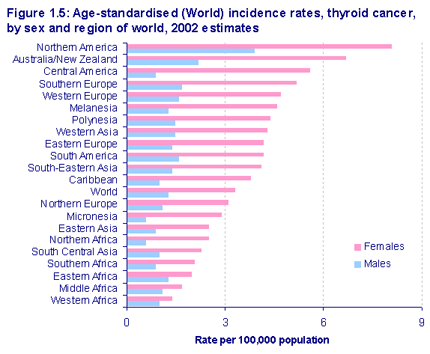 Figure 1.5: Age-standardised (World) incidence rates, thyroid cancer,
by sex and region of world, 2002 estimates
Northern America
Australia/New Zealand
Central America
Southern Europe
Western Europe
Melanesia
Polynesia
Western Asia
Eastern Europe
South America
South-Eastern Asia
Caribbean
World
Northern Europe
Micronesia
Eastern Asia
Northern Africa
South Central Asia
Southern Africa
Eastern Africa
Middle Africa
Western Africa
Females
Males
0 3 6 9
Rate per 100,000 population